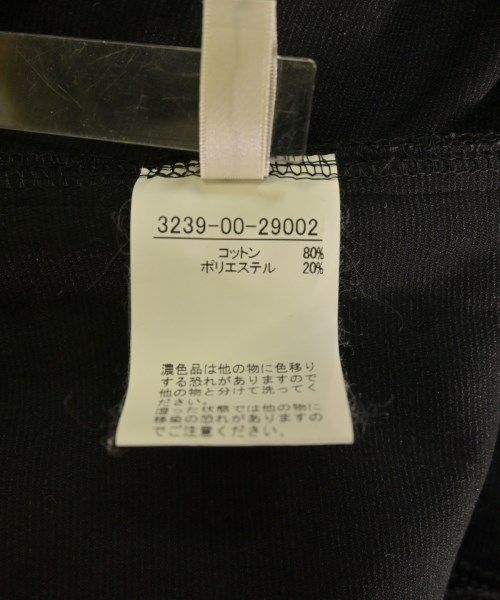 3239-00-29002
コットン 80%
ポリエステル 20%
濃色品は他の物に色移り
する恐れがありますので
他の物と分けて洗ってく
ださい。
湿った状態では他の物に
移染の恐れがありますの
でご注意ください。